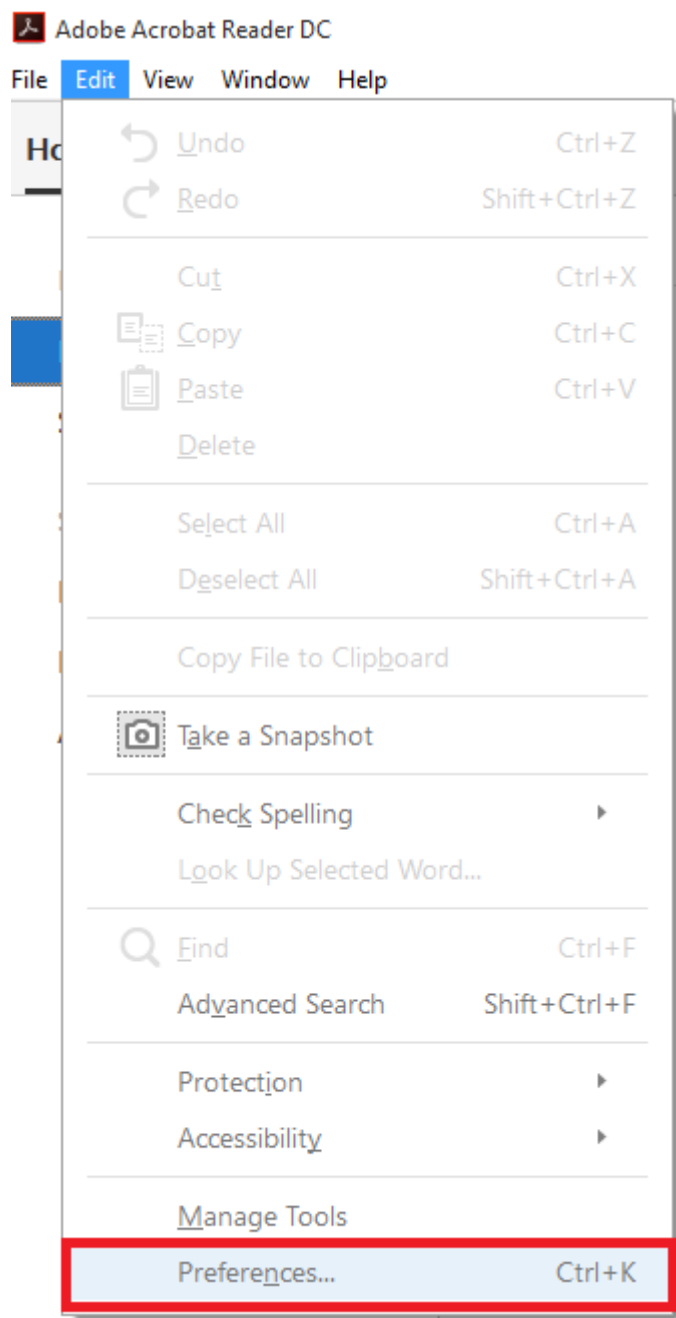 Adobe Acrobat Reader DC
File Edit View Window Help
Undo Ctrl+Z
Redo Shift+Ctrl+Z
Cut Ctrl+X
Copy Ctrl+C
Paste Ctrl+V
Delete
Select All Ctrl+A
Deselect All Shift+Ctrl+A
Copy File to Clipboard
Take a Snapshot
Check Spelling
Look Up Selected Word...
Find Ctrl+F
Advanced Search Shift+Ctrl+F
Protection
Accessibility
Manage Tools
Preferences... Ctrl+K